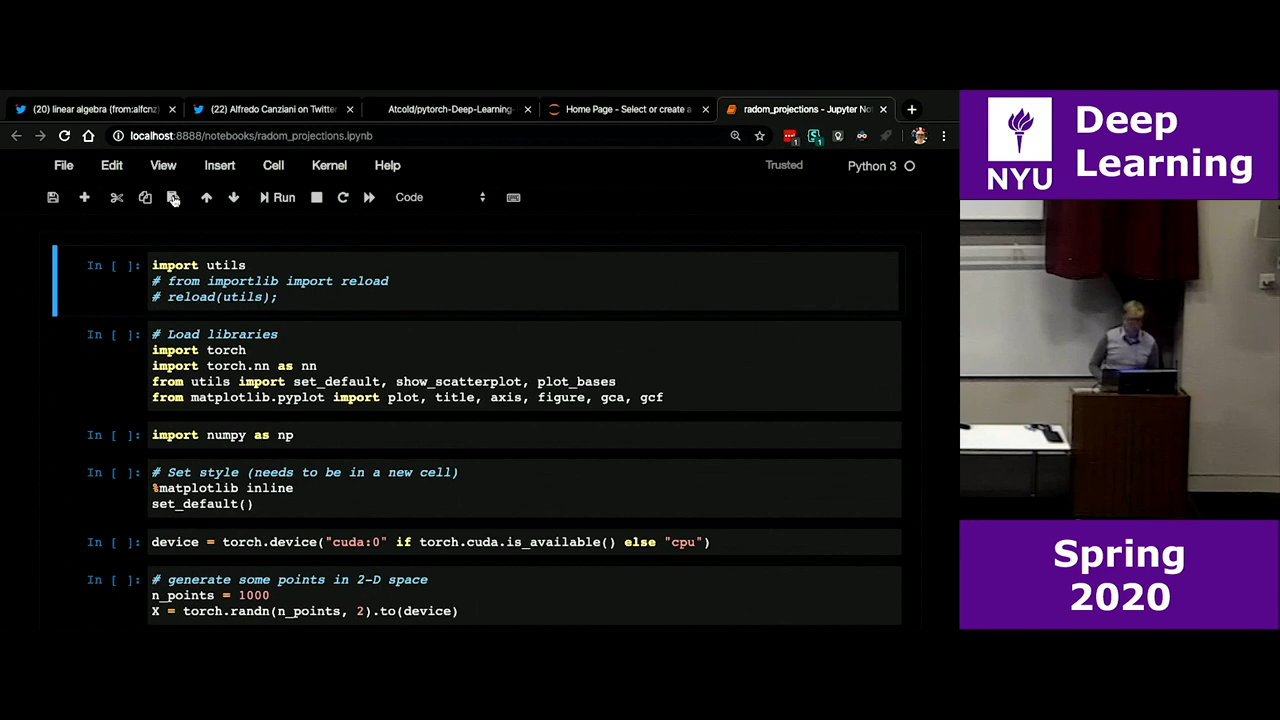 (20) linear algebra (from:alfcnz
(22) Alfredo Canziani on Twitter
Atcold/pytorch-Deep-Learning-
Home Page - Select or create a
radom_projections - Jupyter No
localhost:8888/notebooks/radom_projections.ipynb
File Edit View Insert Cell Kernel Help Trusted Python 3
Run Code
In [ ]: import utils
# from importlib import reload
# reload(utils);
In [ ]: # Load libraries
import torch
import torch.nn as nn
from utils import set_default, show_scatterplot, plot_bases
from matplotlib.pyplot import plot, title, axis, figure, gca, gcf
In [ ]: import numpy as np
In [ ]: # Set style (needs to be in a new cell)
%matplotlib inline
set_default()
In [ ]: device = torch.device("cuda:0" if torch.cuda.is_available() else "cpu")
In [ ]: # generate some points in 2-D space
n_points = 1000
X = torch.randn(n_points, 2).to(device)
NYU
Deep
Learning
Spring
2020